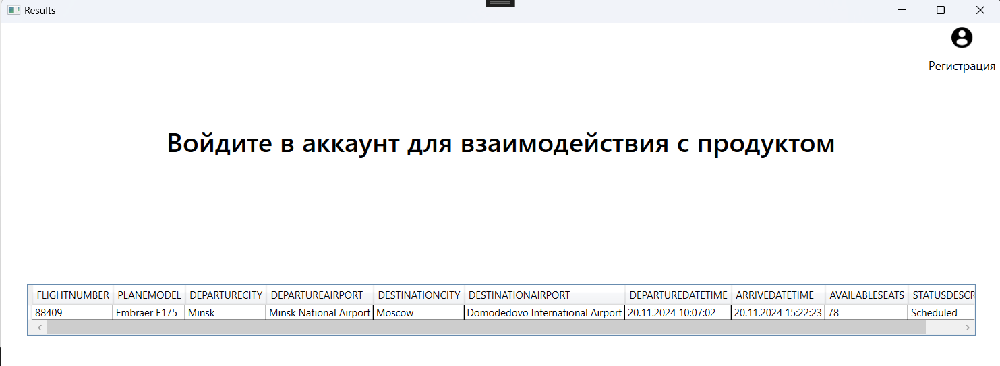 Results
Регистрация
Войдите в аккаунт для взаимодействия с продуктом
FLIGHTNUMBER PLANEMODEL DEPARTURECITY DEPARTUREAIRPORT DESTINATIONCITY DESTINATIONAIRPORT DEPARTUREDATETIME ARRIVEDATETIME AVAILABLESEATS STATUSDESCR
88409 Embraer E175 Minsk Minsk National Airport Moscow Domodedovo International Airport 20.11.2024 10:07:02 20.11.2024 15:22:23 78 Scheduled